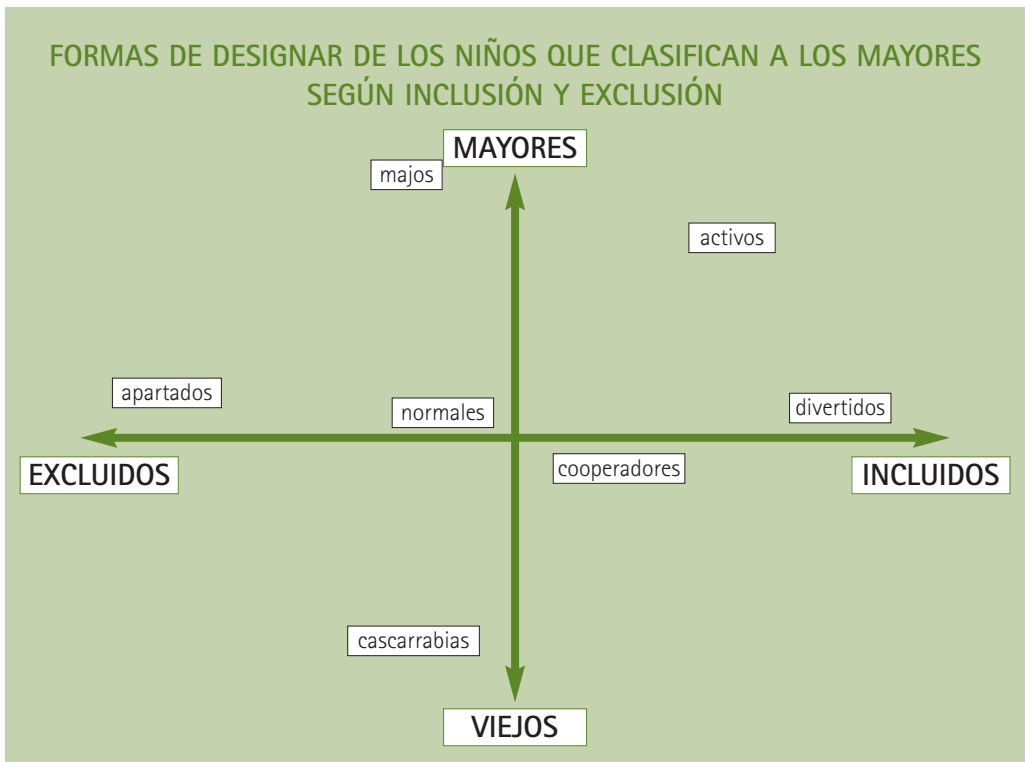 FORMAS DE DESIGNAR DE LOS NIÑOS QUE CLASIFICAN A LOS MAYORES
SEGÚN INCLUSIÓN Y EXCLUSIÓN
MAYORES
majos
activos
apartados
normales
divertidos
EXCLUIDOS
cooperadores
INCLUIDOS
cascarrabias
VIEJOS